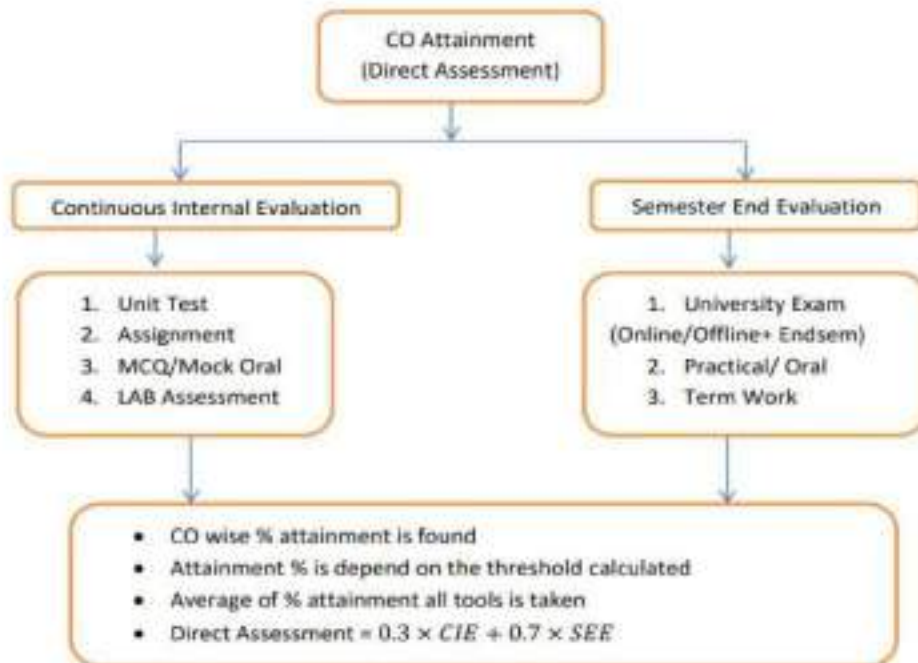 CO Attainment
(Direct Assessment)
Continuous Internal Evaluation
Semester End Evaluation
1. Unit Test
2. Assignment
3. MCQ/Mock Oral
4. LAB Assessment
1. University Exam
(Online/Offline+ Endsem)
2. Practical/ Oral
3. Term Work
• CO wise % attainment is found
• Attainment % is depend on the threshold calculated
• Average of % attainment all tools is taken
• Direct Assessment = 0.3 × CIE + 0.7 × SEE